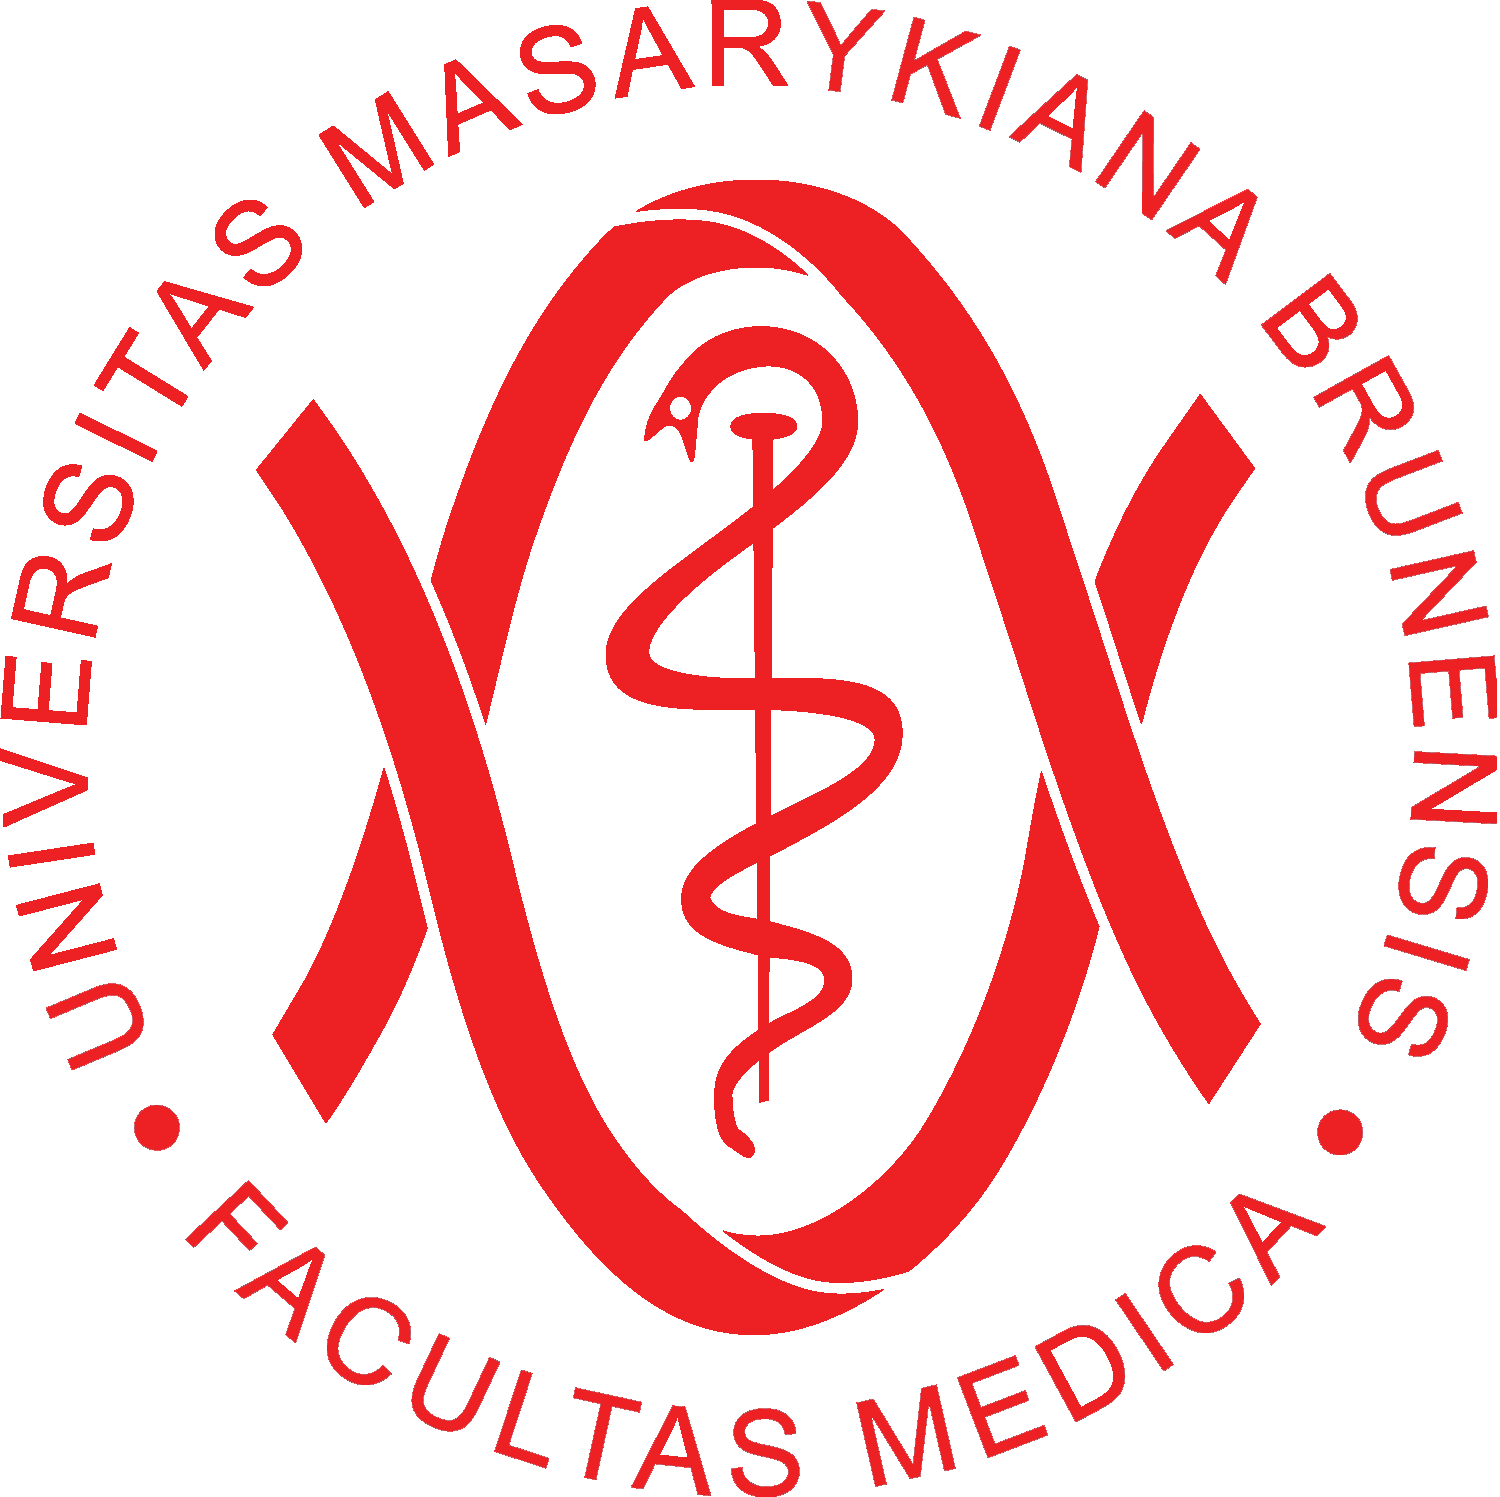 UNIVERSITAS MASARYKIANA BRUNENSIS
• FACULTAS MEDICA •